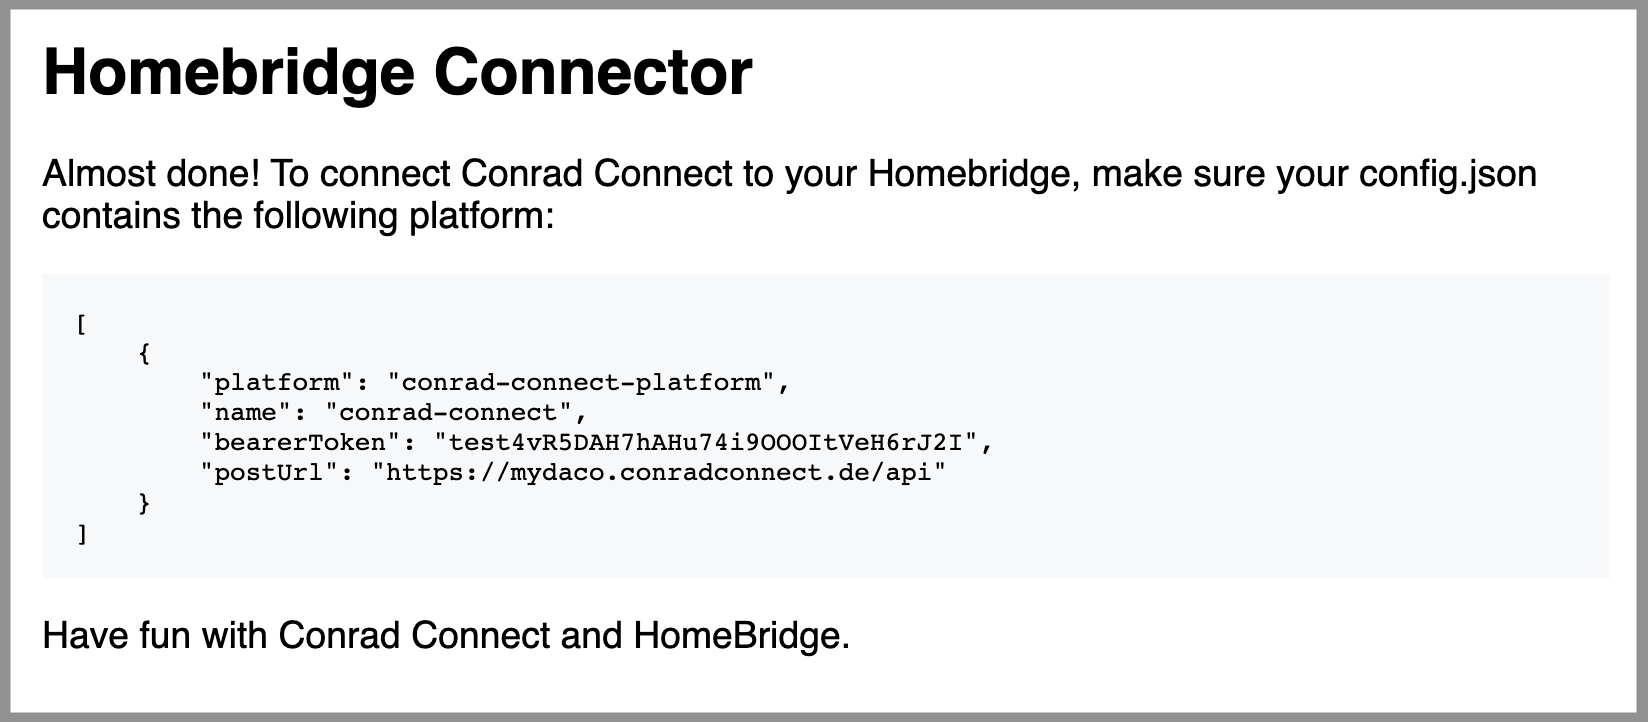 Homebridge Connector
Almost done! To connect Conrad Connect to your Homebridge, make sure your config.json
contains the following platform:
[
    {
        "platform": "conrad-connect-platform",
        "name": "conrad-connect",
        "bearerToken": "test4vR5DAH7hAHu74i9OOOItVeH6rJ2I",
        "postUrl": "https://mydaco.conradconnect.de/api"
    }
]
Have fun with Conrad Connect and HomeBridge.